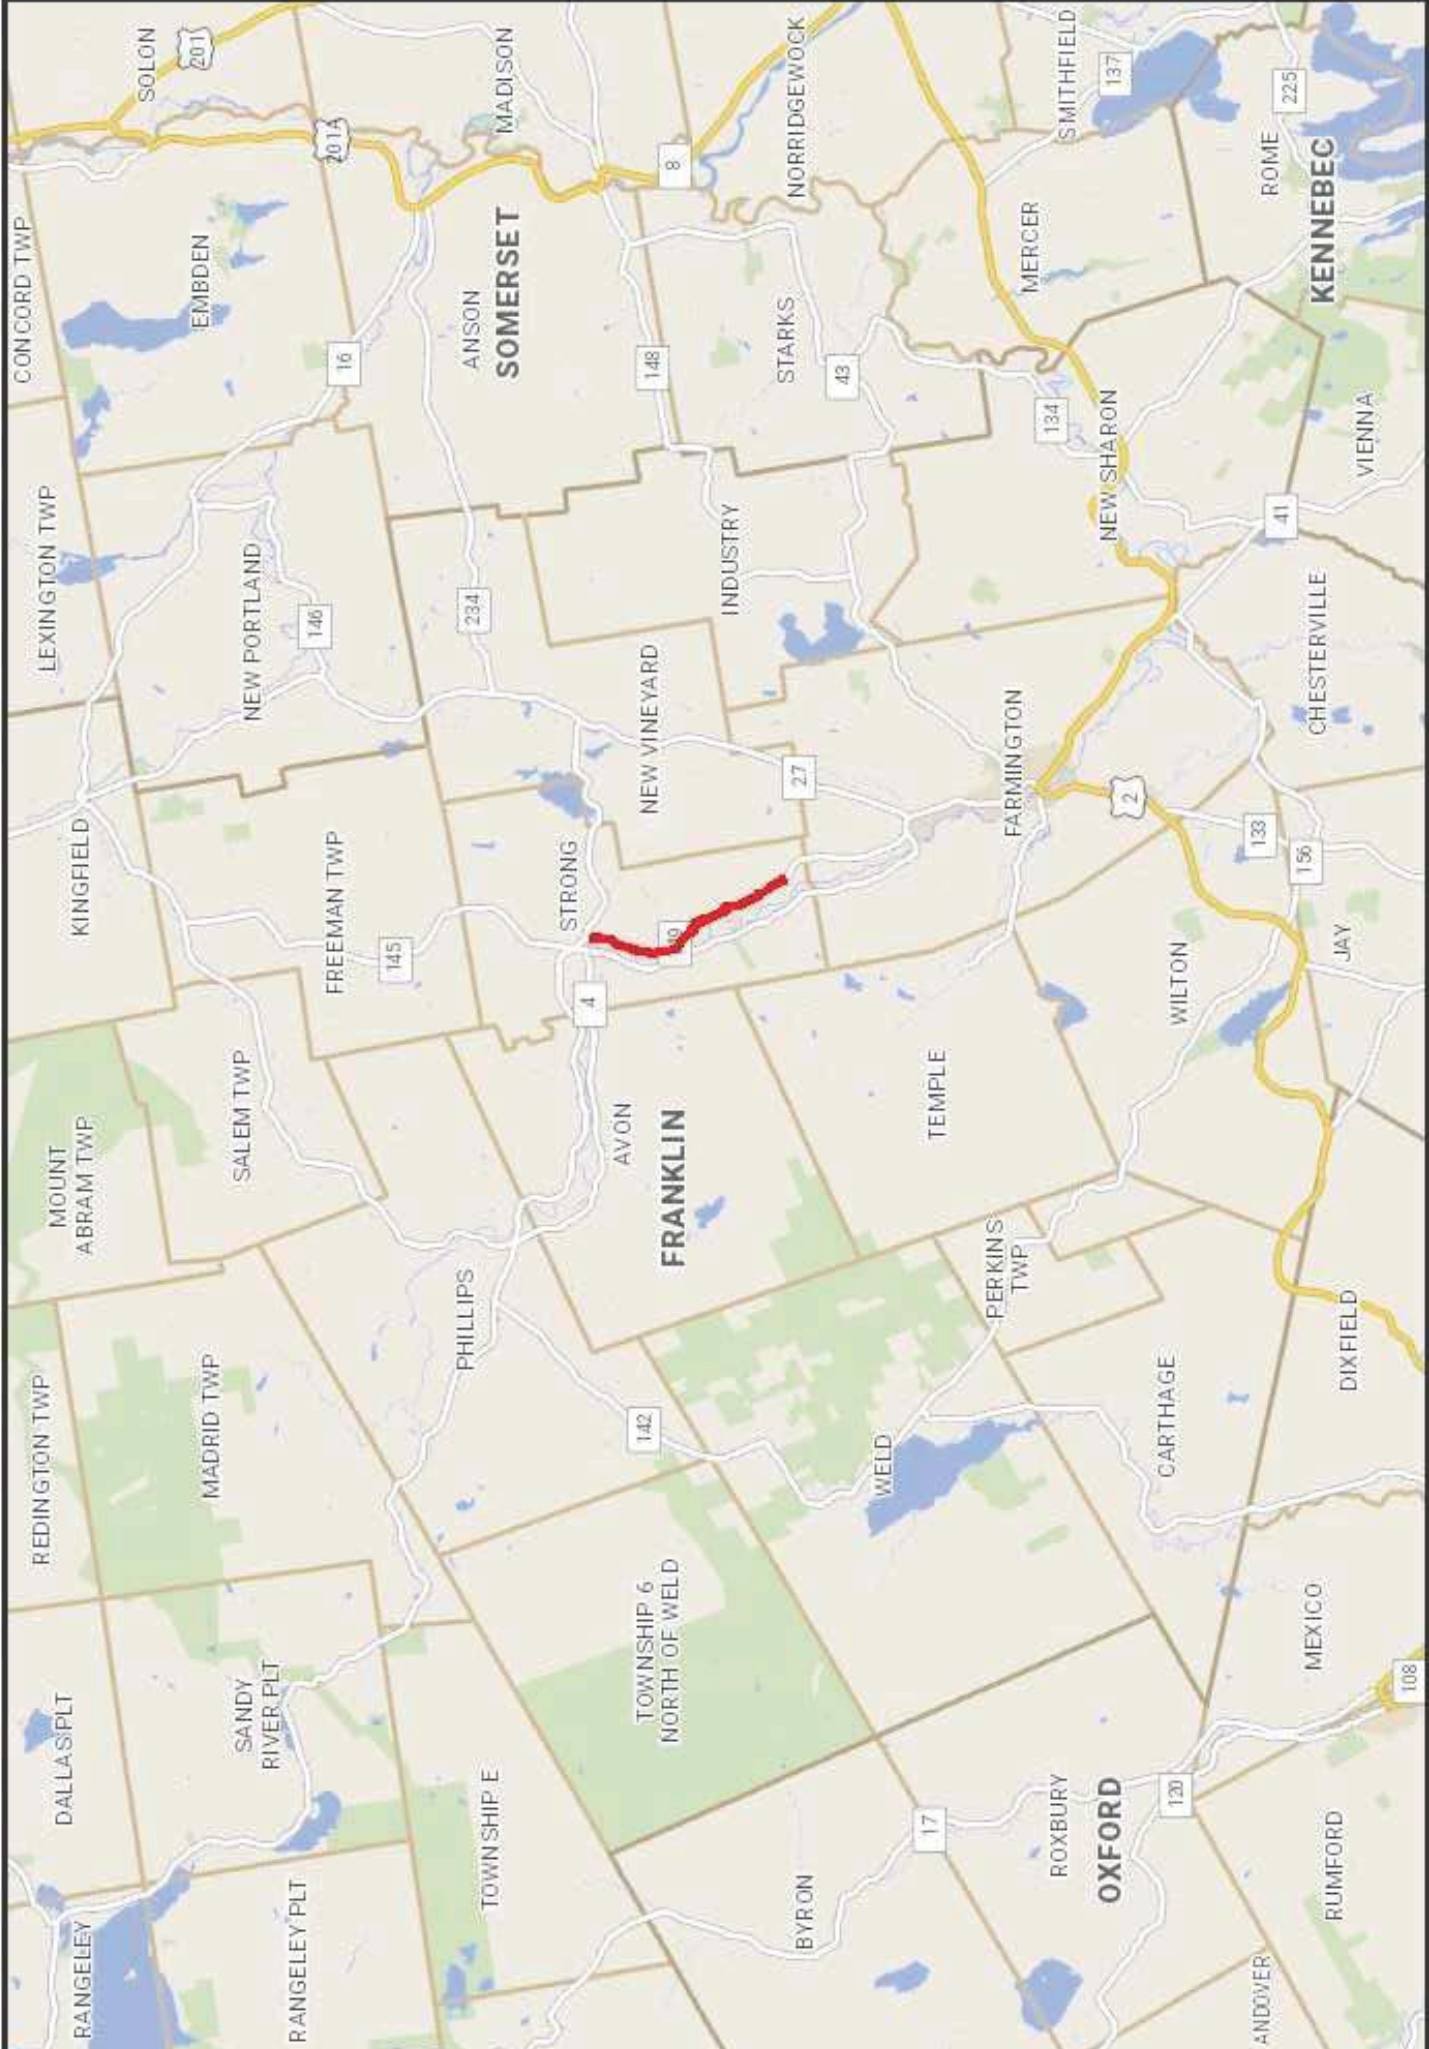 RANGELEY
DALLAS PLT
REDINGTON TWP
MOUNT
ABRAM TWP
KINGFIELD
LEXINGTON TWP
CONCORD TWP
SOLON
201
RANGELEY PLT
SANDY
RIVER PLT
MADRID TWP
SALEM TWP
FREEMAN TWP
NEW PORTLAND
146
EMBDEN
16
201A
145
TOWNSHIP E
PHILLIPS
234
ANSON
SOMERSET
MADISON
STRONG
4
AVON
FRANKLIN
TOWNSHIP 6
NORTH OF WELD
142
NEW VINEYARD
148
8
INDUSTRY
BYRON
27
STARKS
43
NORRIDGEWOCK
17
WELD
TEMPLE
FARMINGTON
PERKINS
TWP
134
MERCER
SMITHFIELD
ROXBURY
OXFORD
120
CARTHAGE
WILTON
2
NEW SHARON
137
ANDOVER
133
41
225
ROME
KENNEBEC
RUMFORD
MEXICO
DIXFIELD
JAY
156
CHESTERVILLE
VIENNA
108